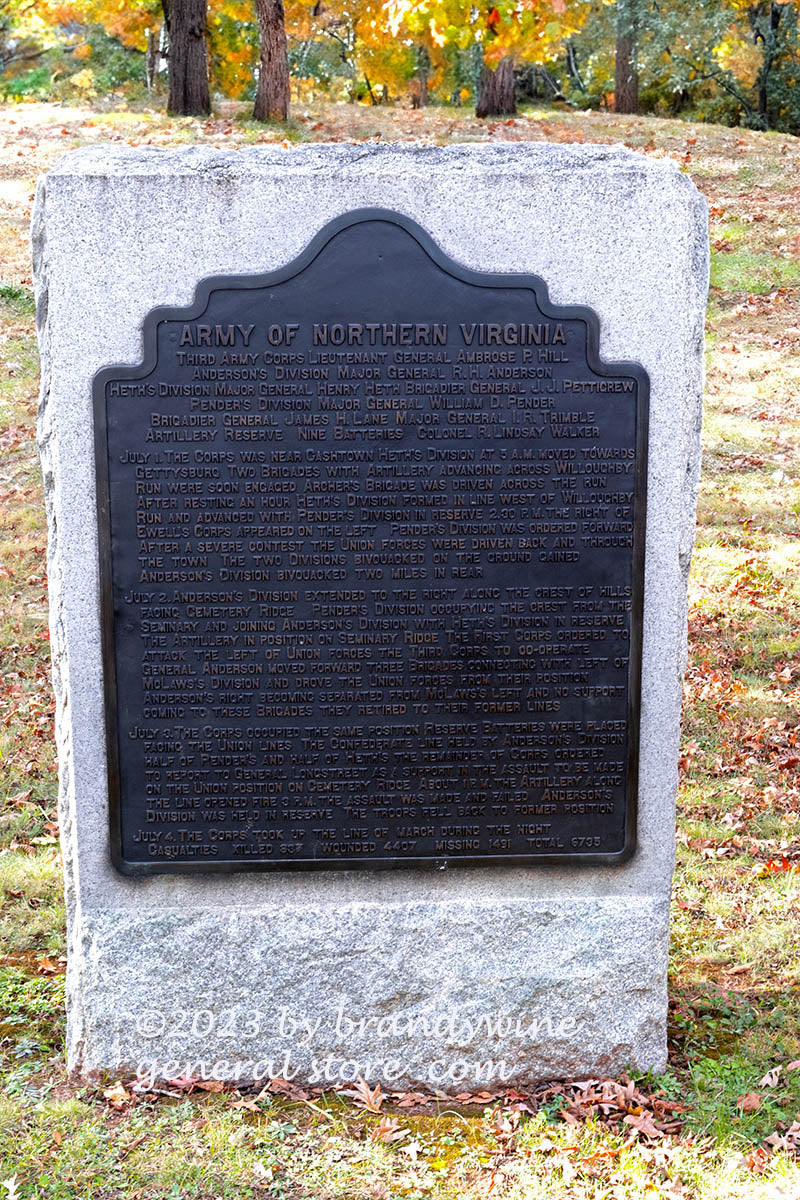 ARMY OF NORTHERN VIRGINIA
THIRD ARMY CORPS LIEUTENANT GENERAL AMBROSE P. HILL
ANDERSON'S DIVISION MAJOR GENERAL R. H. ANDERSON
HETH'S DIVISION MAJOR GENERAL HENRY HETH BRIGADIER GENERAL J. J. PETTIGREW
PENDER'S DIVISION MAJOR GENERAL WILLIAM D. PENDER
BRIGADIER GENERAL JAMES H. LANE MAJOR GENERAL I. R. TRIMBLE
ARTILLERY RESERVE NINE BATTERIES COLONEL R. LINDSAY WALKER
JULY 1. THE CORPS WAS NEAR CASHTOWN HETH'S DIVISION AT 5 A.M. MOVED TOWARDS
GETTYSBURG TWO BRIGADES WITH ARTILLERY ADVANCING ACROSS WILLOUGHBY
RUN WERE SOON ENGAGED ARCHER'S BRIGADE WAS DRIVEN ACROSS THE RUN
AFTER RESTING AN HOUR HETH'S DIVISION FORMED IN LINE WEST OF WILLOUGHBY
RUN AND ADVANCED WITH PENDER'S DIVISION IN RESERVE 2.30 P.M. THE RIGHT OF
EWELL'S CORPS APPEARED ON THE LEFT PENDER'S DIVISION WAS ORDERED FORWARD
AFTER A SEVERE CONTEST THE UNION FORCES WERE DRIVEN BACK AND THROUGH
THE TOWN THE TWO DIVISIONS BIVOUACKED ON THE GROUND GAINED
ANDERSON'S DIVISION BIVOUACKED TWO MILES IN REAR
JULY 2. ANDERSON'S DIVISION EXTENDED TO THE RIGHT ALONG THE CREST OF HILLS
FACING CEMETERY RIDGE PENDER'S DIVISION OCCUPYING THE CREST FROM THE
SEMINARY AND JOINING ANDERSON'S DIVISION WITH HETH'S DIVISION IN RESERVE
THE ARTILLERY IN POSITION ON SEMINARY RIDGE THE FIRST CORPS ORDERED TO
ATTACK THE LEFT OF UNION FORCES THE THIRD CORPS TO CO-OPERATE
GENERAL ANDERSON MOVED FORWARD THREE BRIGADES CONNECTING WITH LEFT OF
MCLAWS'S DIVISION AND DROVE THE UNION FORCES FROM THEIR POSITION
ANDERSON'S RIGHT BECOMING SEPARATED FROM MCLAWS'S LEFT AND NO SUPPORT
COMING TO THESE BRIGADES THEY RETIRED TO THEIR FORMER LINES
JULY 3. THE CORPS OCCUPIED THE SAME POSITION RESERVE BATTERIES WERE PLACED
FACING THE UNION LINES THE CONFEDERATE LINE HELD BY ANDERSON'S DIVISION
HALF OF PENDER'S AND HALF OF HETH'S THE REMAINDER OF CORPS ORDERED
TO REPORT TO GENERAL LONGSTREET AS A SUPPORT IN THE ASSAULT TO BE MADE
ON THE UNION POSITION ON CEMETERY RIDGE ABOUT 1 P.M. THE ARTILLERY ALONG
THE LINE OPENED FIRE 3 P.M. THE ASSAULT WAS MADE AND FAILED ANDERSON'S
DIVISION WAS HELD IN RESERVE THE TROOPS FELL BACK TO FORMER POSITION
JULY 4. THE CORPS TOOK UP THE LINE OF MARCH DURING THE NIGHT
CASUALTIES KILLED 837 WOUNDED 4407 MISSING 1491 TOTAL 6735
©2023 by brandywine
general store .com